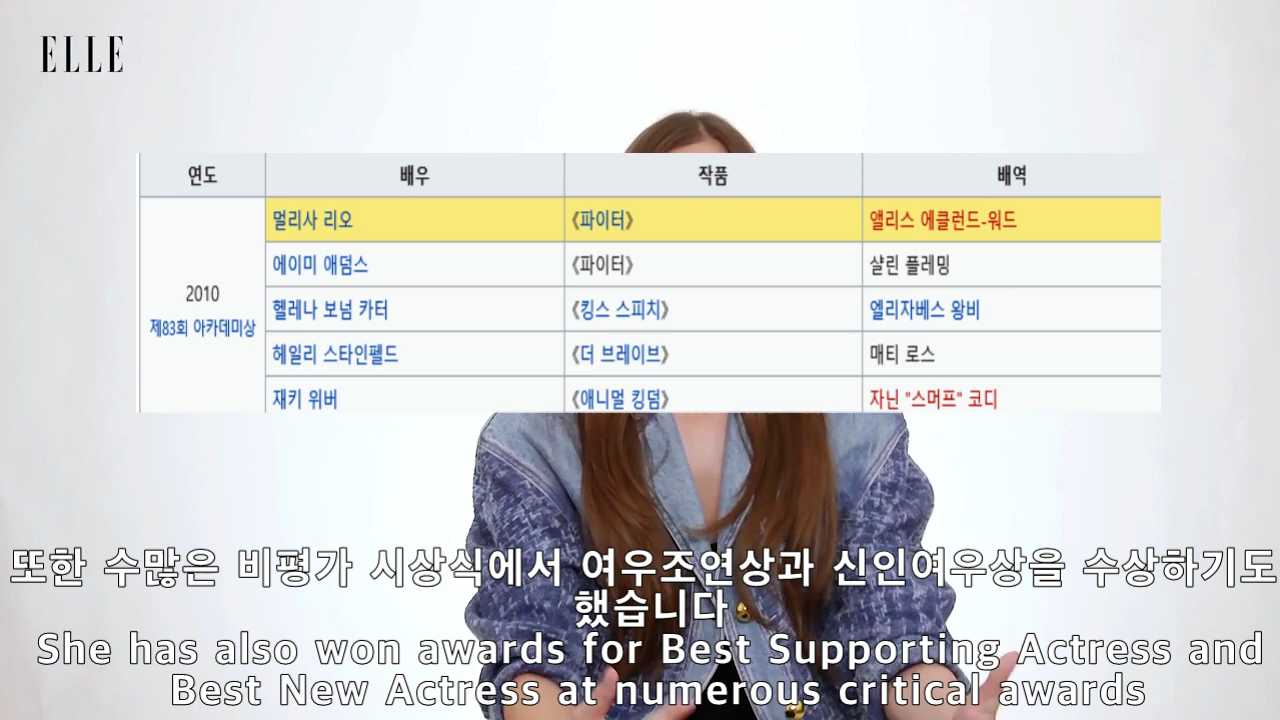 ELLE
연도 배우 작품 배역
멀리사 리오 《파이터》 앨리스 에클런드-워드
에이미 애덤스 《파이터》 샬린 플레밍
2010
제83회 아카데미상
헬레나 보넘 카터 《킹스 스피치》 엘리자베스 왕비
헤일리 스타인펠드 《더 브레이브》 매티 로스
재키 위버 《애니멀 킹덤》 자닌 "스머프" 코디
또한 수많은 비평가 시상식에서 여우조연상과 신인여우상을 수상하기도
했습니다
She has also won awards for Best Supporting Actress and
Best New Actress at numerous critical awards